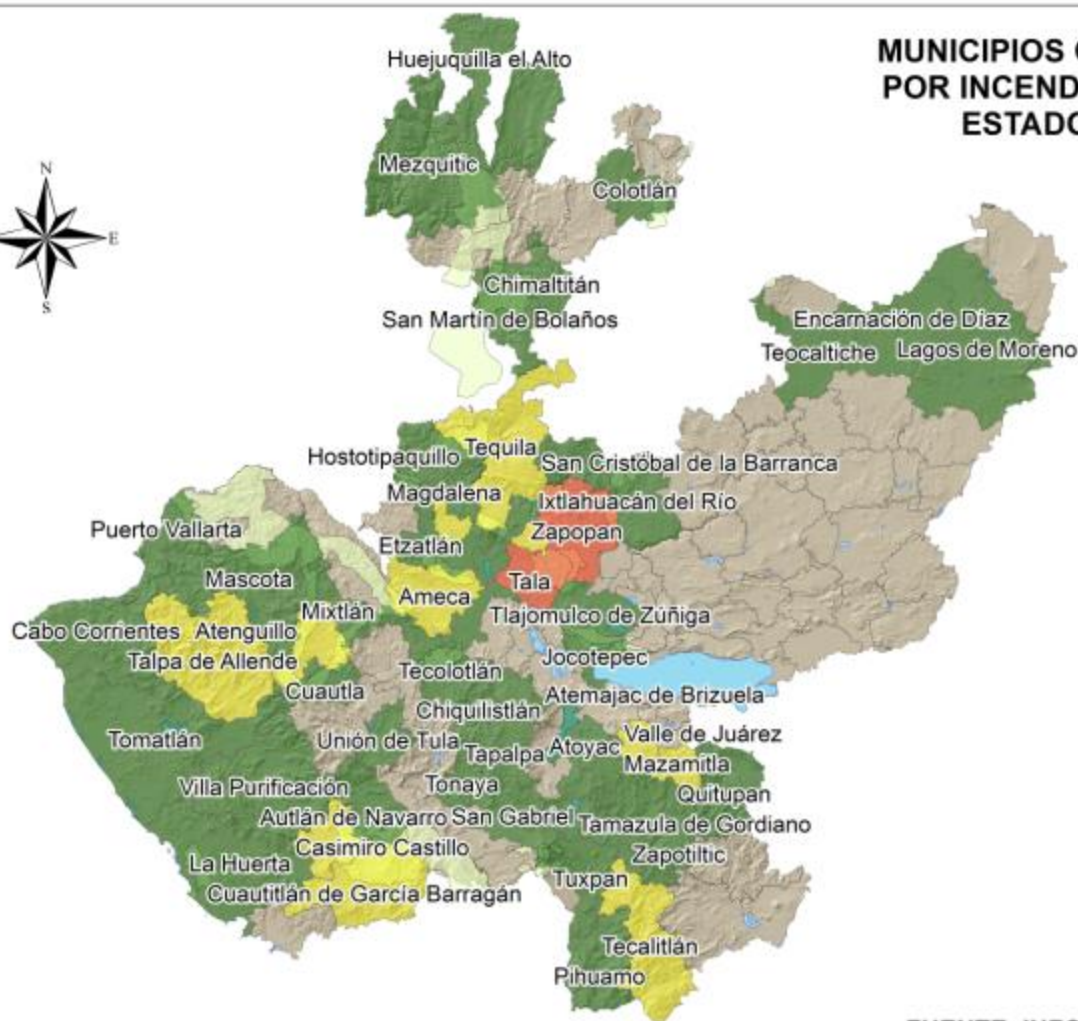 MUNICIPIOS
POR INCEND
ESTADO
N
E
S
Huejuquilla el Alto
Mezquitic
Colotlán
Chimaltitán
San Martín de Bolaños
Encarnación de Díaz
Teocaltiche
Lagos de Moreno
Hostotipaquillo
Tequila
San Cristóbal de la Barranca
Magdalena
Ixtlahuacán del Río
Puerto Vallarta
Zapopan
Etzatlán
Mascota
Ameca
Tala
Mixtlán
Tlajomulco de Zúñiga
Cabo Corrientes
Atenguillo
Talpa de Allende
Tecolotlán
Jocotepec
Cuautla
Atemajac de Brizuela
Chiquilistlán
Tomatlán
Unión de Tula
Tapalpa
Atoyac
Valle de Juárez
Mazamitla
Villa Purificación
Tonaya
Quitupan
Autlán de Navarro
San Gabriel
Tamazula de Gordiano
Casimiro Castillo
La Huerta
Zapotiltic
Cuautitlán de García Barragán
Tuxpan
Tecalitlán
Pihuamo